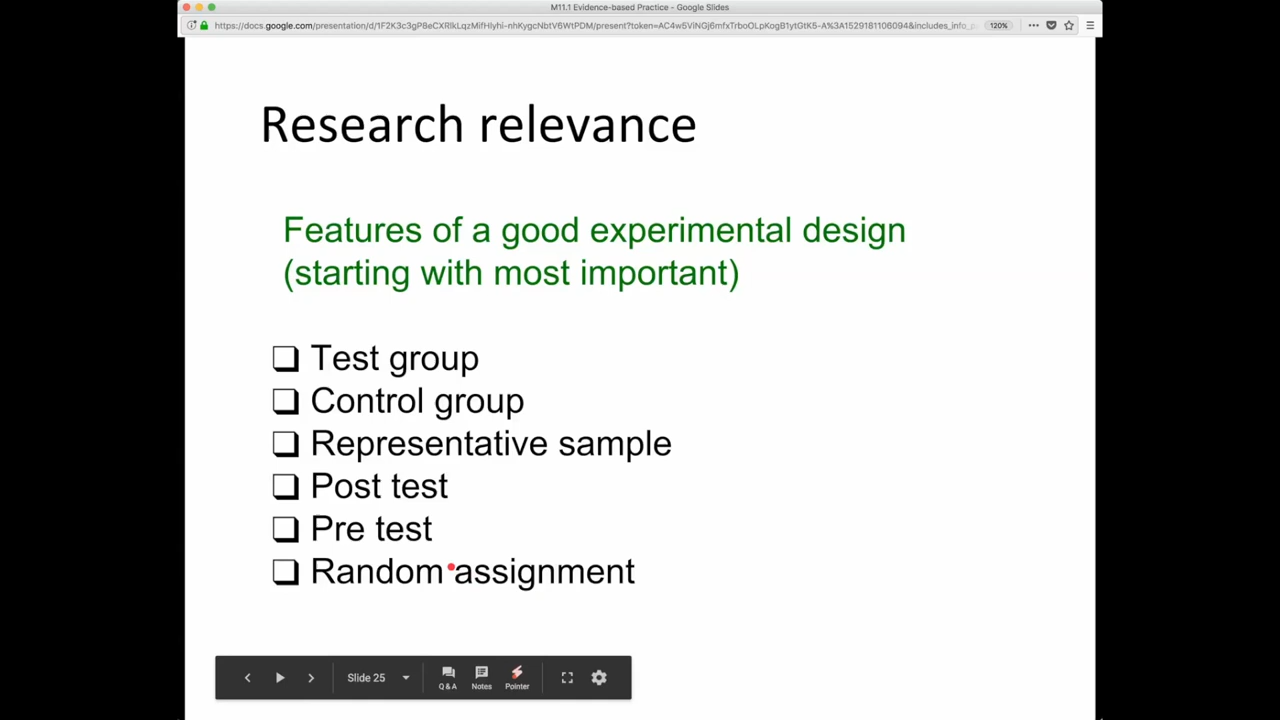 M11.1 Evidence-based Practice - Google Slides
120%
Research relevance
Features of a good experimental design
(starting with most important)
Test group
Control group
Representative sample
Post test
Pre test
Random assignment
Slide 25
Q & A
Notes
Pointer